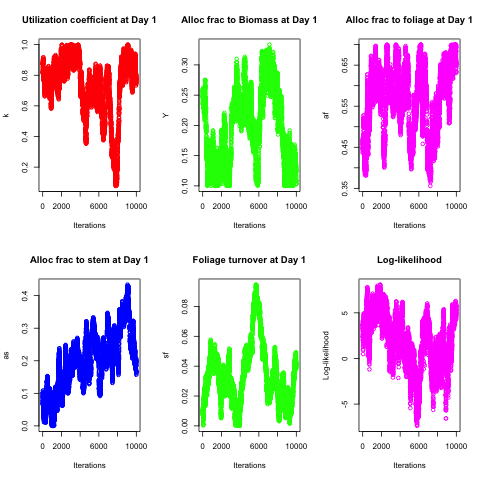 Utilization coefficient at Day 1
k
1.0
0.8
0.6
0.4
0.2
0 2000 6000 10000
Iterations
Alloc frac to Biomass at Day 1
Y
0.30
0.25
0.20
0.15
0.10
0 2000 6000 10000
Iterations
Alloc frac to foliage at Day 1
af
0.65
0.55
0.45
0.35
0 2000 6000 10000
Iterations
Alloc frac to stem at Day 1
as
0.4
0.3
0.2
0.1
0.0
0 2000 6000 10000
Iterations
Foliage turnover at Day 1
sf
0.08
0.06
0.04
0.02
0.00
0 2000 6000 10000
Iterations
Log-likelihood
Log-likelihood
5
0
-5
0 2000 6000 10000
Iterations